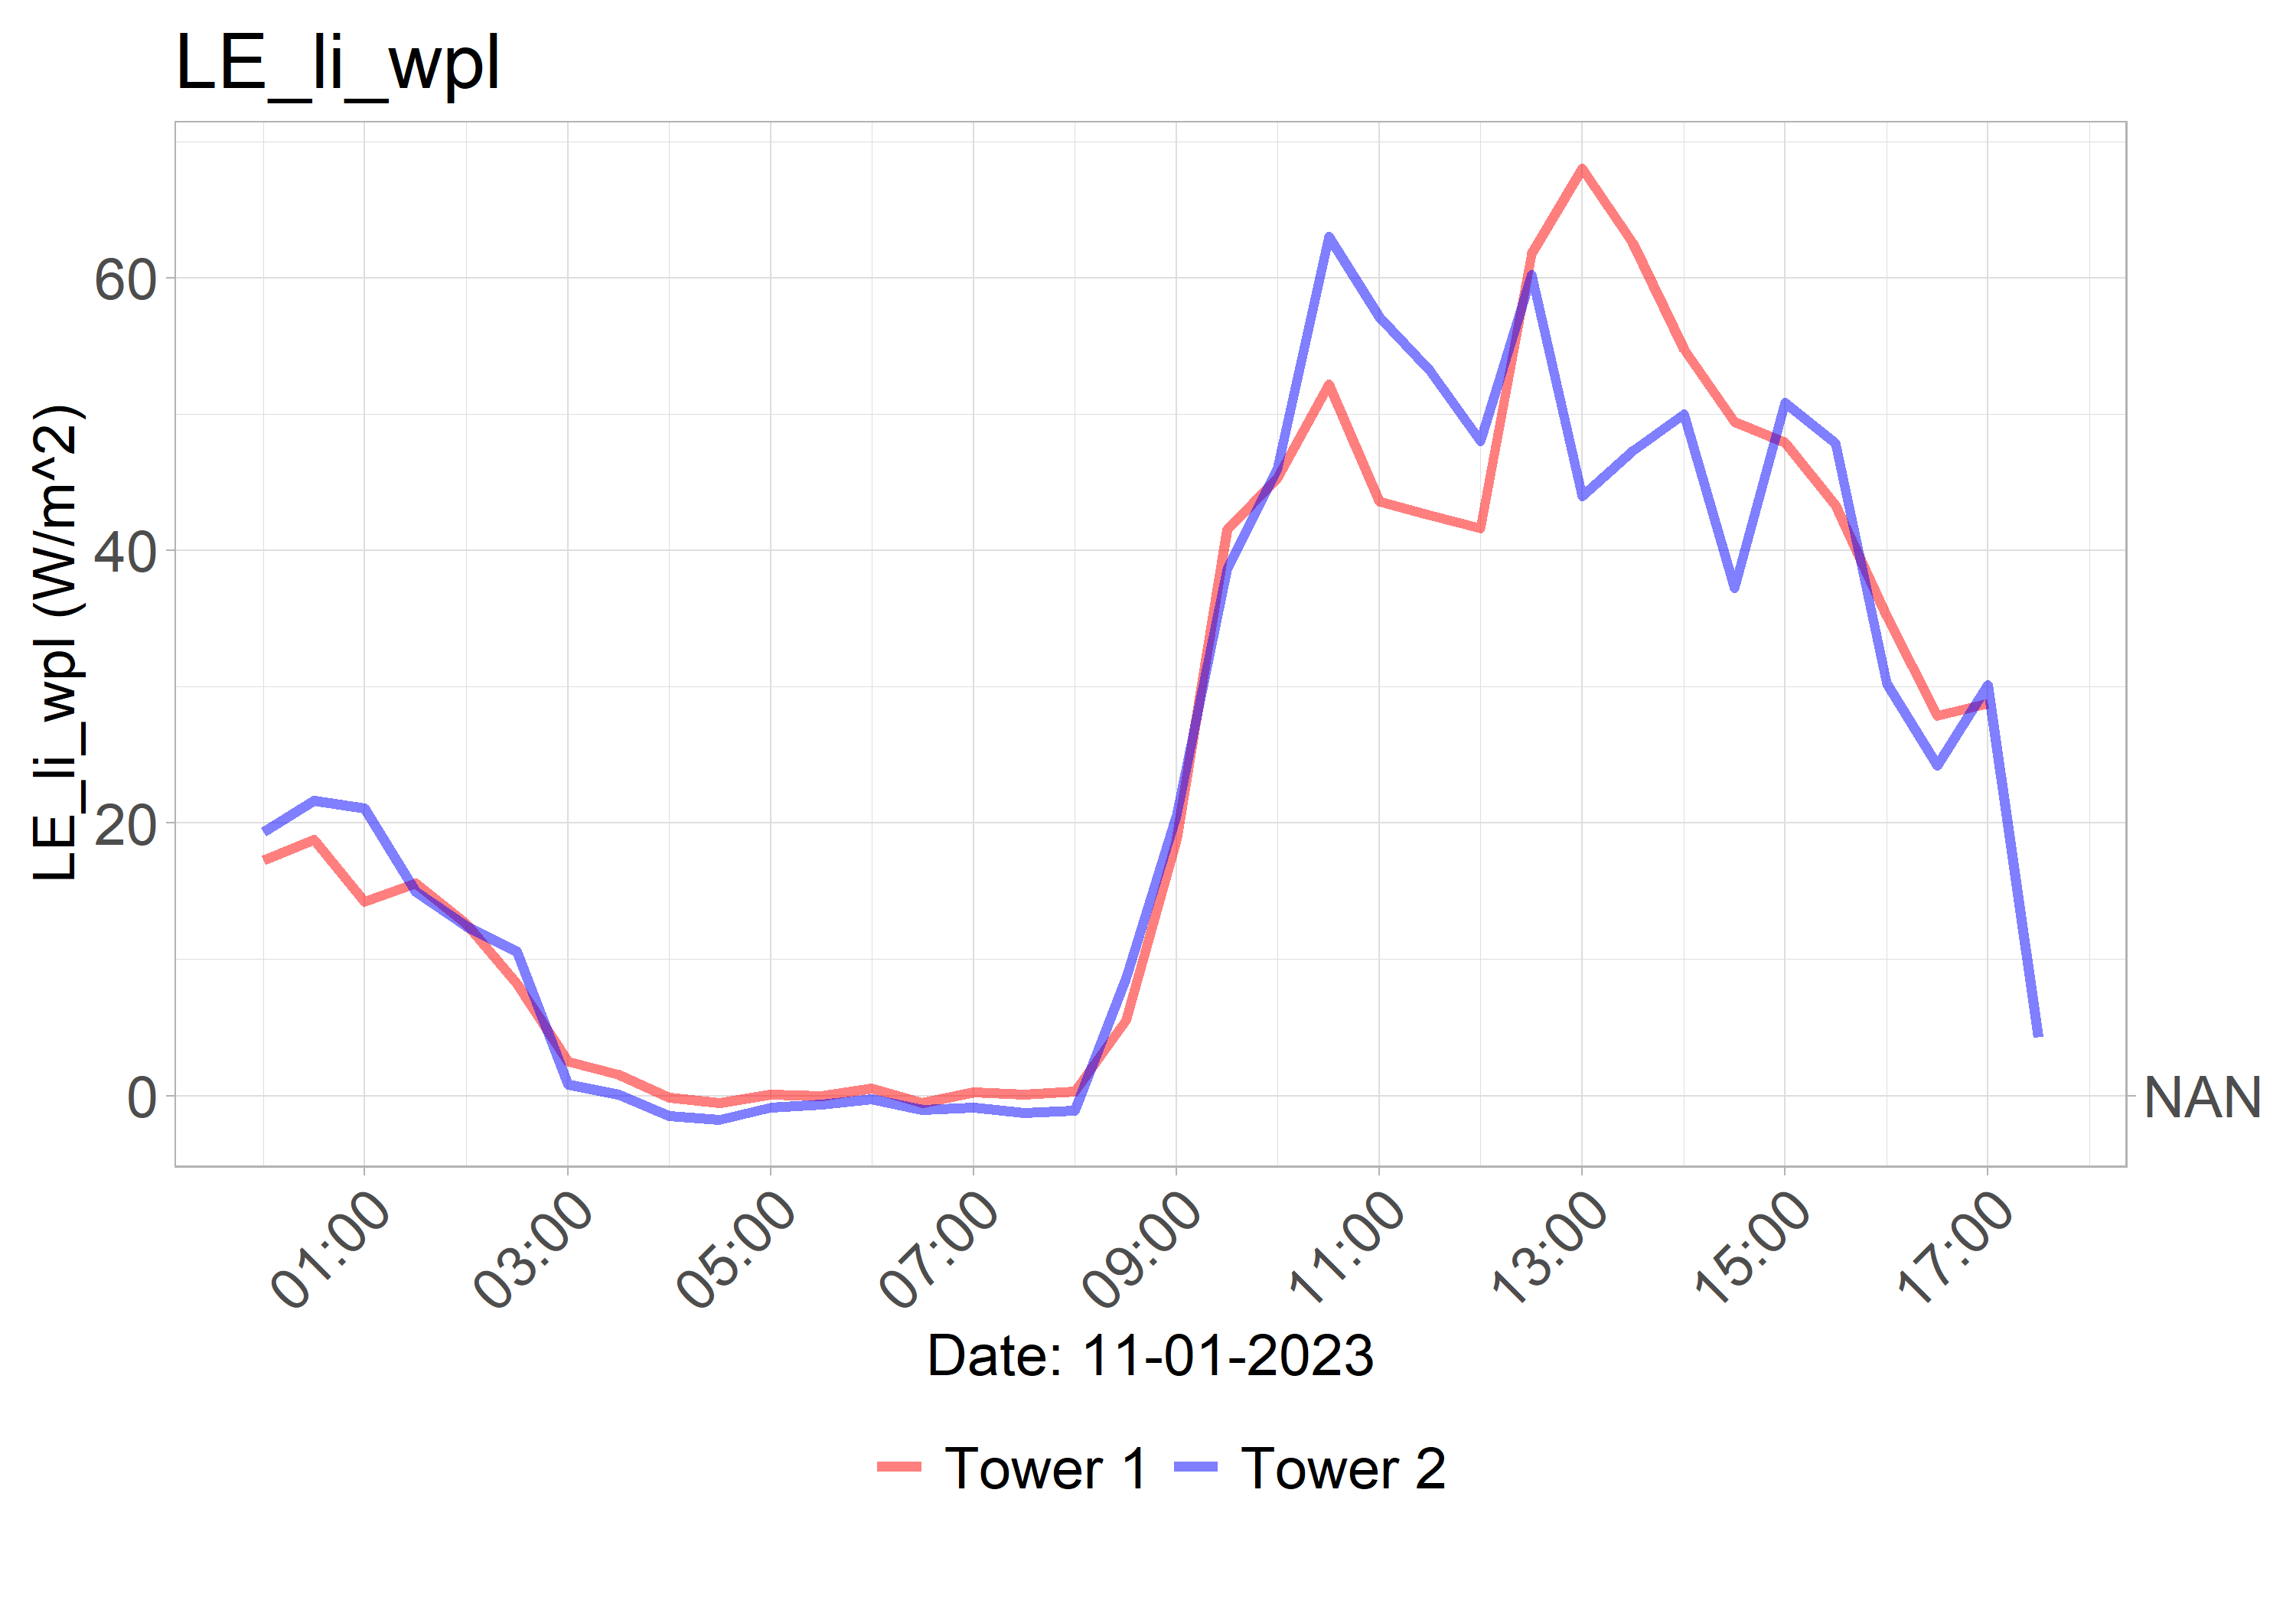 LE_li_wpl
LE_li_wpl (W/m^2)
60
40
20
0
NAN
01:00 03:00 05:00 07:00 09:00 11:00 13:00 15:00 17:00
Date: 11-01-2023
Tower 1 Tower 2